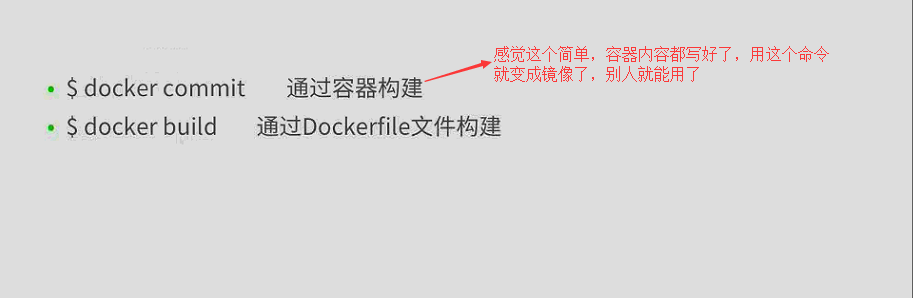 感觉这个简单，容器内容都写好了，用这个命令
就变成镜像了，别人就能用了
$ docker commit 通过容器构建
$ docker build 通过Dockerfile文件构建